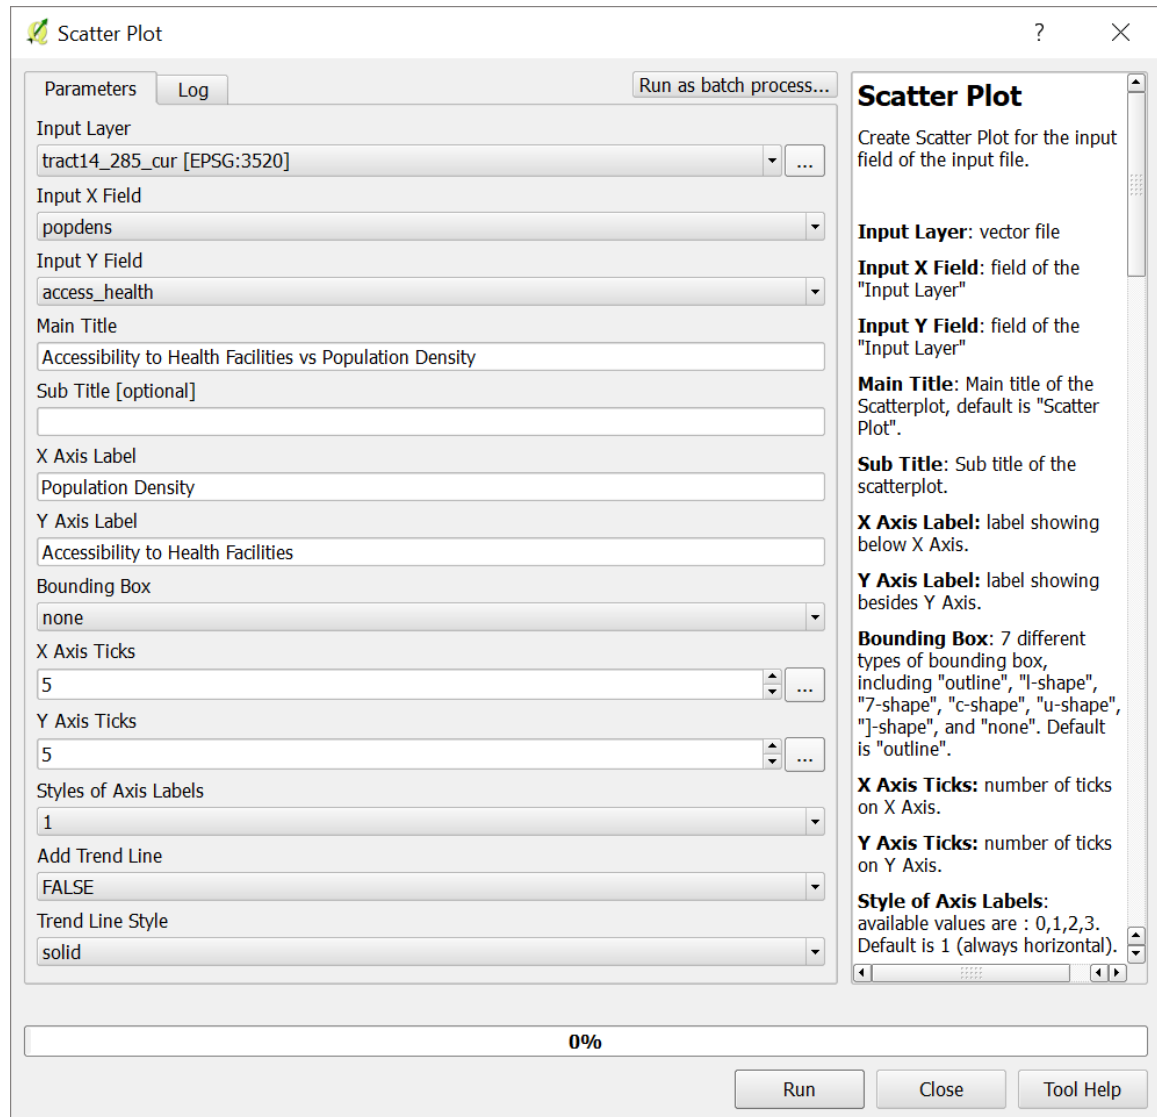 Scatter Plot
?
Parameters
Log
Run as batch process...
Input Layer
tract14_285_cur [EPSG:3520]
...
Input X Field
popdens
Input Y Field
access_health
Main Title
Accessibility to Health Facilities vs Population Density
Sub Title [optional]
X Axis Label
Population Density
Y Axis Label
Accessibility to Health Facilities
Bounding Box
none
X Axis Ticks
5
...
Y Axis Ticks
5
...
Styles of Axis Labels
1
Add Trend Line
FALSE
Trend Line Style
solid
Scatter Plot
Create Scatter Plot for the input
field of the input file.
Input Layer: vector file
Input X Field: field of the
"Input Layer"
Input Y Field: field of the
"Input Layer"
Main Title: Main title of the
Scatterplot, default is "Scatter
Plot".
Sub Title: Sub title of the
scatterplot.
X Axis Label: label showing
below X Axis.
Y Axis Label: label showing
besides Y Axis.
Bounding Box: 7 different
types of bounding box,
including "outline", "l-shape",
"7-shape", "c-shape", "u-shape",
"]-shape", and "none". Default
is "outline".
X Axis Ticks: number of ticks
on X Axis.
Y Axis Ticks: number of ticks
on Y Axis.
Style of Axis Labels:
available values are : 0,1,2,3.
Default is 1 (always horizontal).
0%
Run
Close
Tool Help